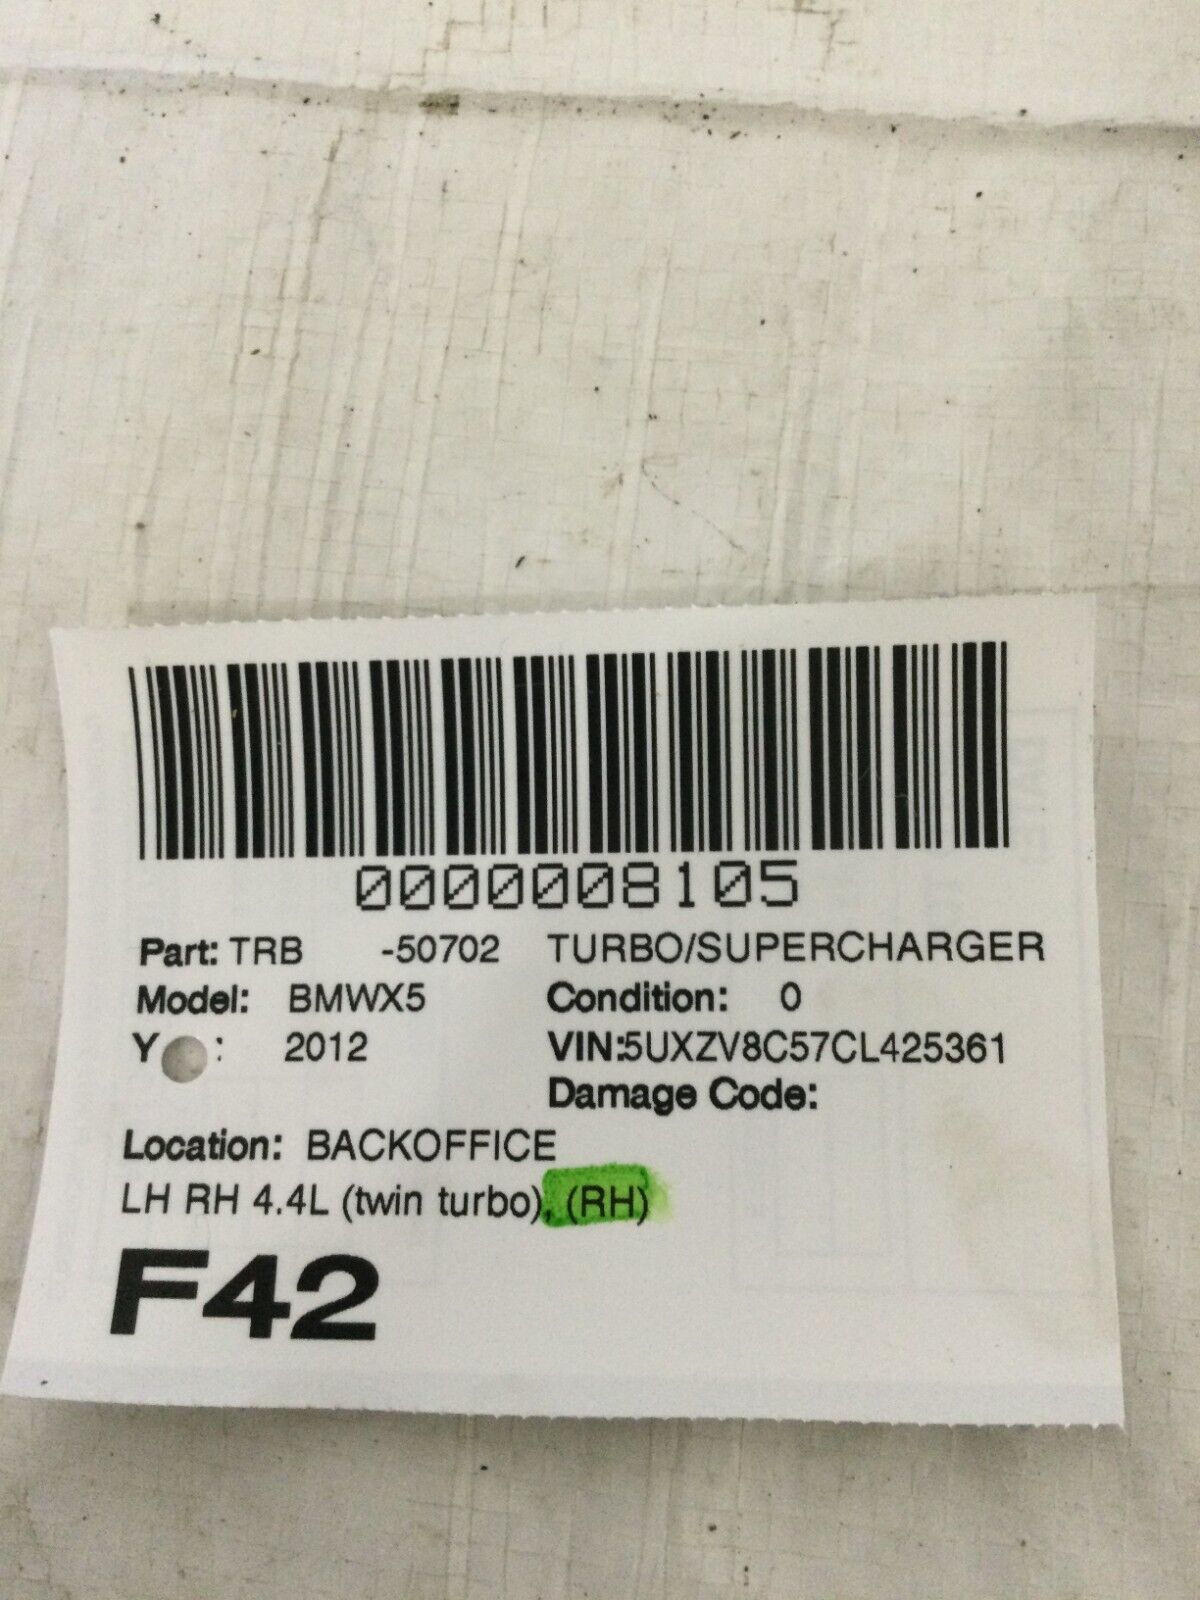 0000008105
Part: TRB -50702 TURBO/SUPERCHARGER
Model: BMWX5 Condition: 0
Y : 2012 VIN:5UXZV8C57CL425361
Damage Code:
Location: BACKOFFICE
LH RH 4.4L (twin turbo), (RH)
F42